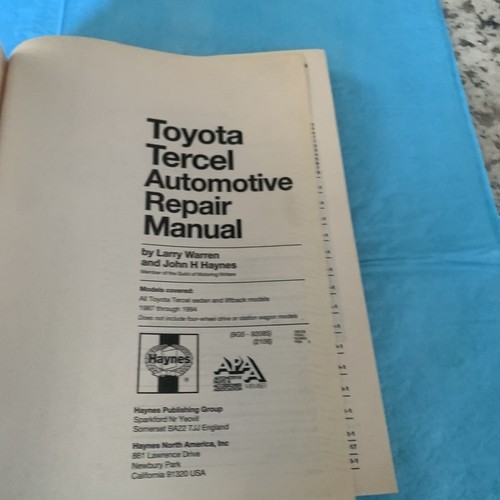 Toyota
Tercel
Automotive
Repair
Manual
by Larry Warren
and John H Haynes
Member of the Guild of Motoring Writers
Models covered:
All Toyota Tercel sedan and liftback models
1987 through 1994
Does not include four-wheel drive or station wagon models
(2106)
Haynes
®
APAA
Haynes Publishing Group
Sparkford Nr Yeovil
Somerset BA22 7JJ England
Haynes North America, Inc
861 Lawrence Drive
Newbury Park
California 91320 USA